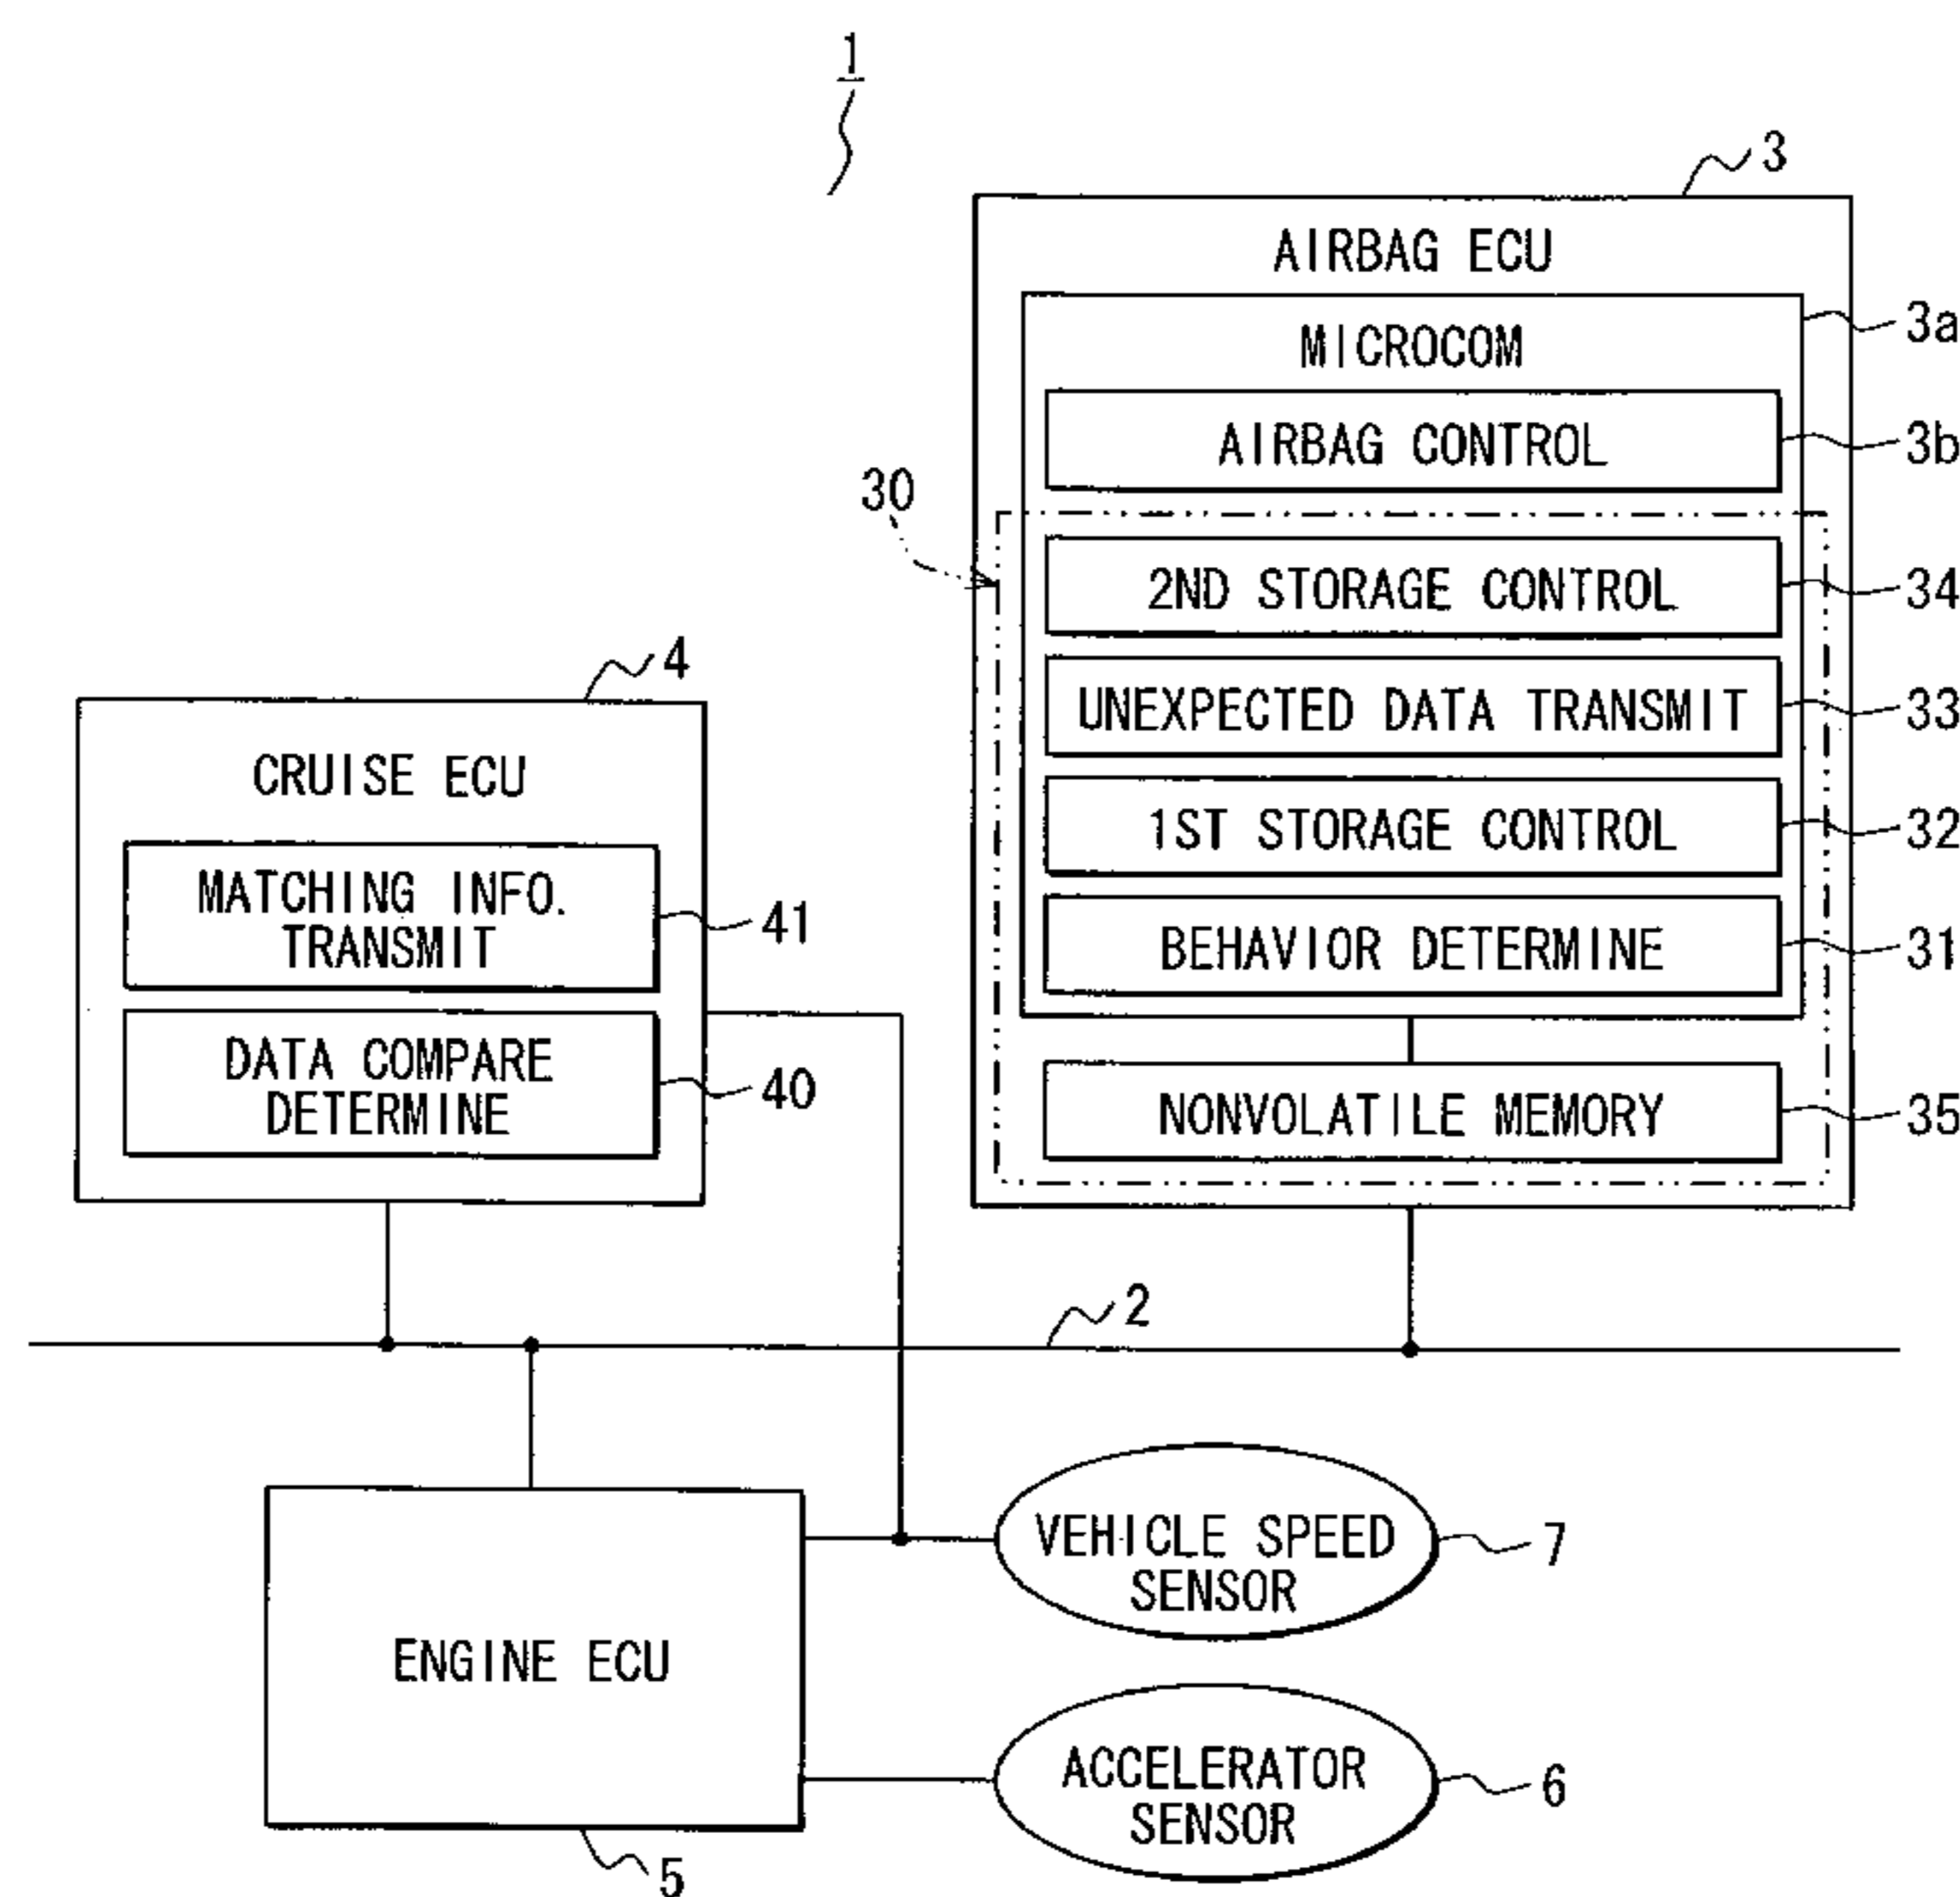 1
3
AIRBAG ECU
3a
MICROCOM
AIRBAG CONTROL
3b
30
2ND STORAGE CONTROL
34
UNEXPECTED DATA TRANSMIT
33
1ST STORAGE CONTROL
32
BEHAVIOR DETERMINE
31
NONVOLATILE MEMORY
35
4
CRUISE ECU
MATCHING INFO.
TRANSMIT
41
DATA COMPARE
DETERMINE
40
2
ENGINE ECU
5
VEHICLE SPEED
SENSOR
7
ACCELERATOR
SENSOR
6